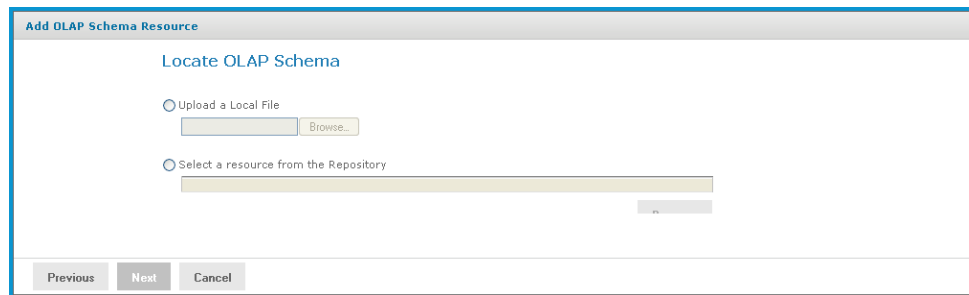 Add OLAP Schema Resource
Locate OLAP Schema
Upload a Local File
Browse...
Select a resource from the Repository
Previous Next Cancel